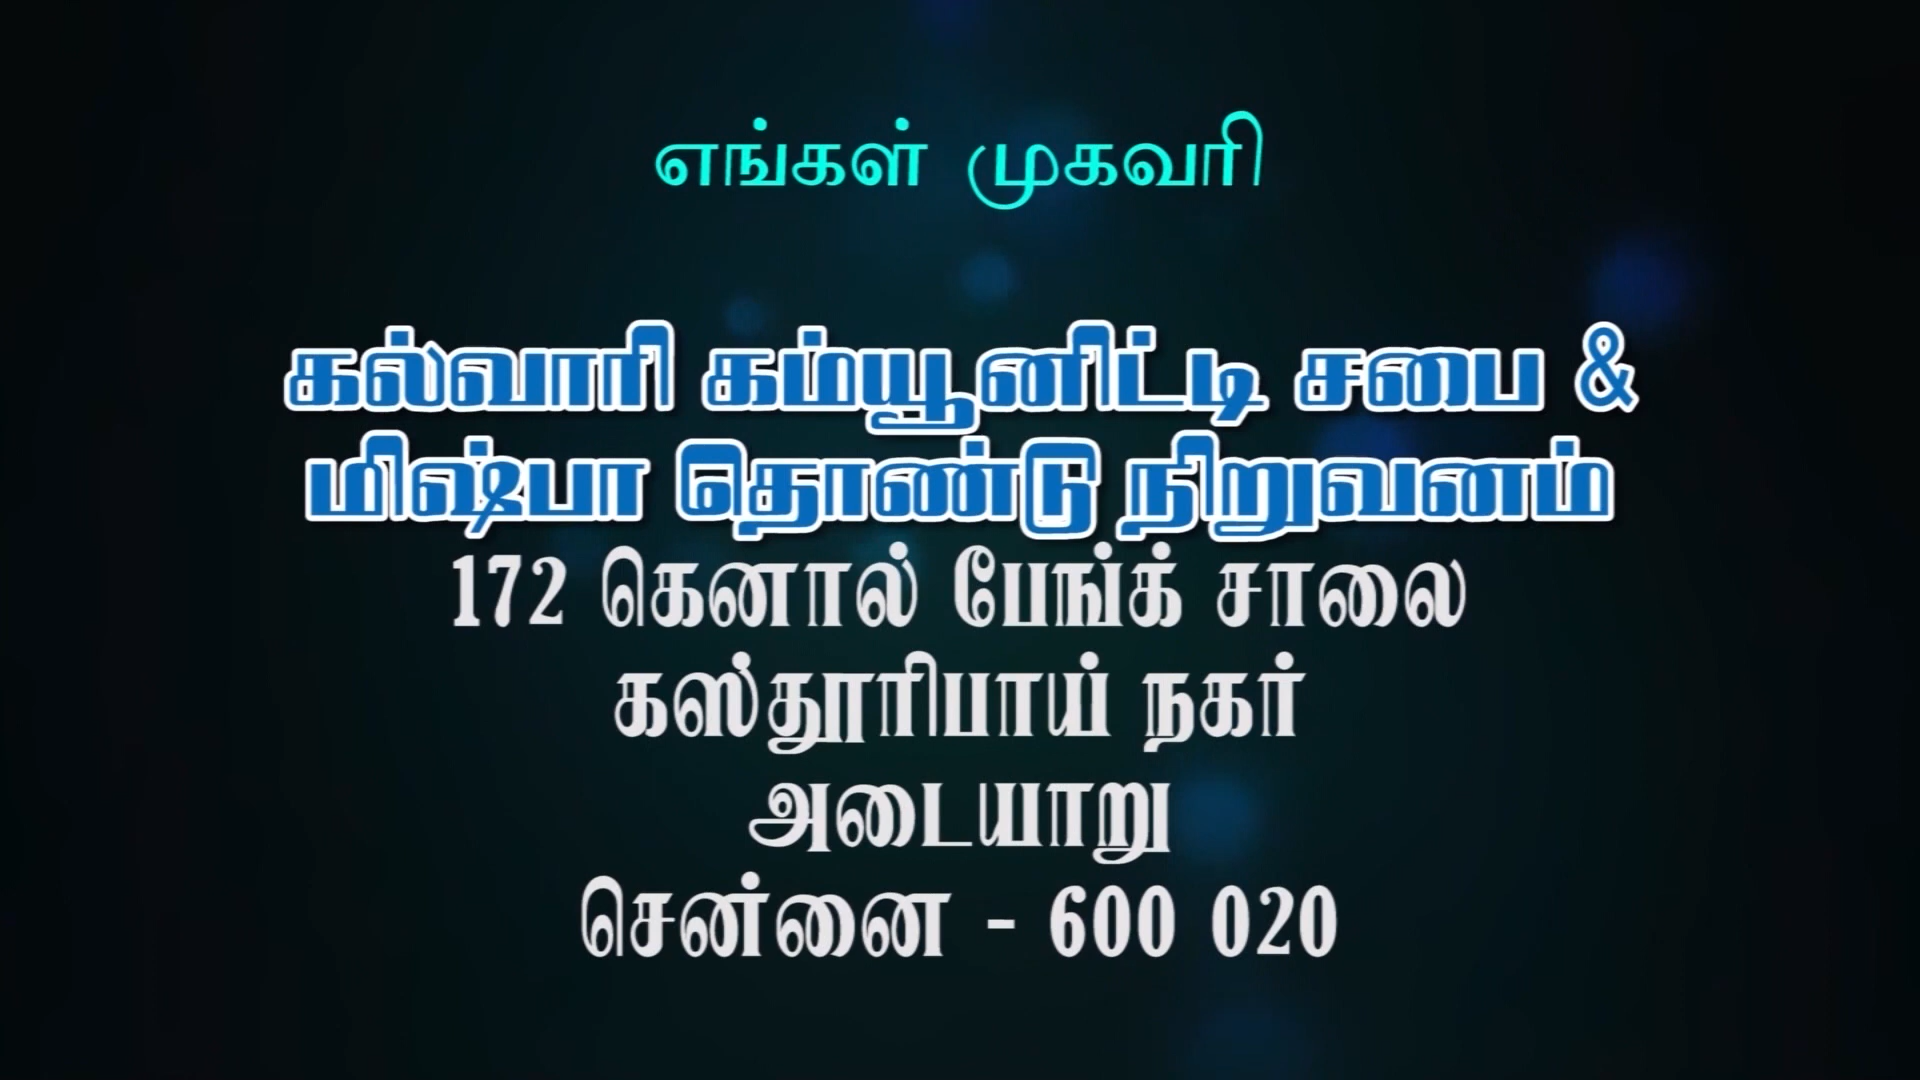 எங்கள் முகவரி
கல்வாரி கம்யூனிட்டி சபை &
மிஷ்பா தொண்டு நிறுவனம்
172 கெனால் பேங்க் சாலை
கஸ்தூரிபாய் நகர்
அடையாறு
சென்னை - 600 020